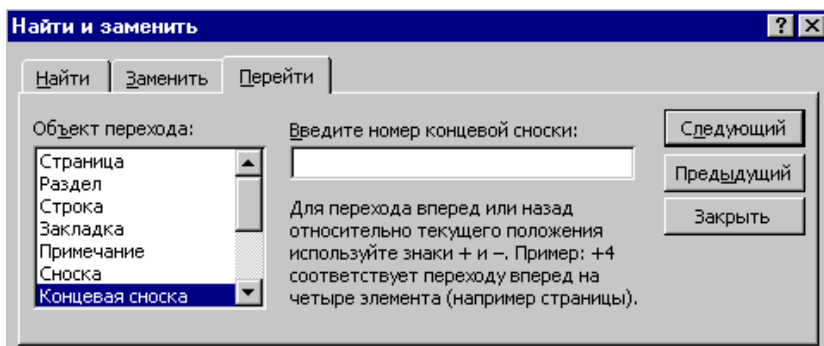 Найти и заменить
Найти Заменить Перейти
Объект перехода:
Страница
Раздел
Строка
Закладка
Примечание
Сноска
Концевая сноска
Введите номер концевой сноски:
Для перехода вперед или назад
относительно текущего положения
используйте знаки + и –. Пример: +4
соответствует переходу вперед на
четыре элемента (например страницы).
Следующий
Предыдущий
Закрыть